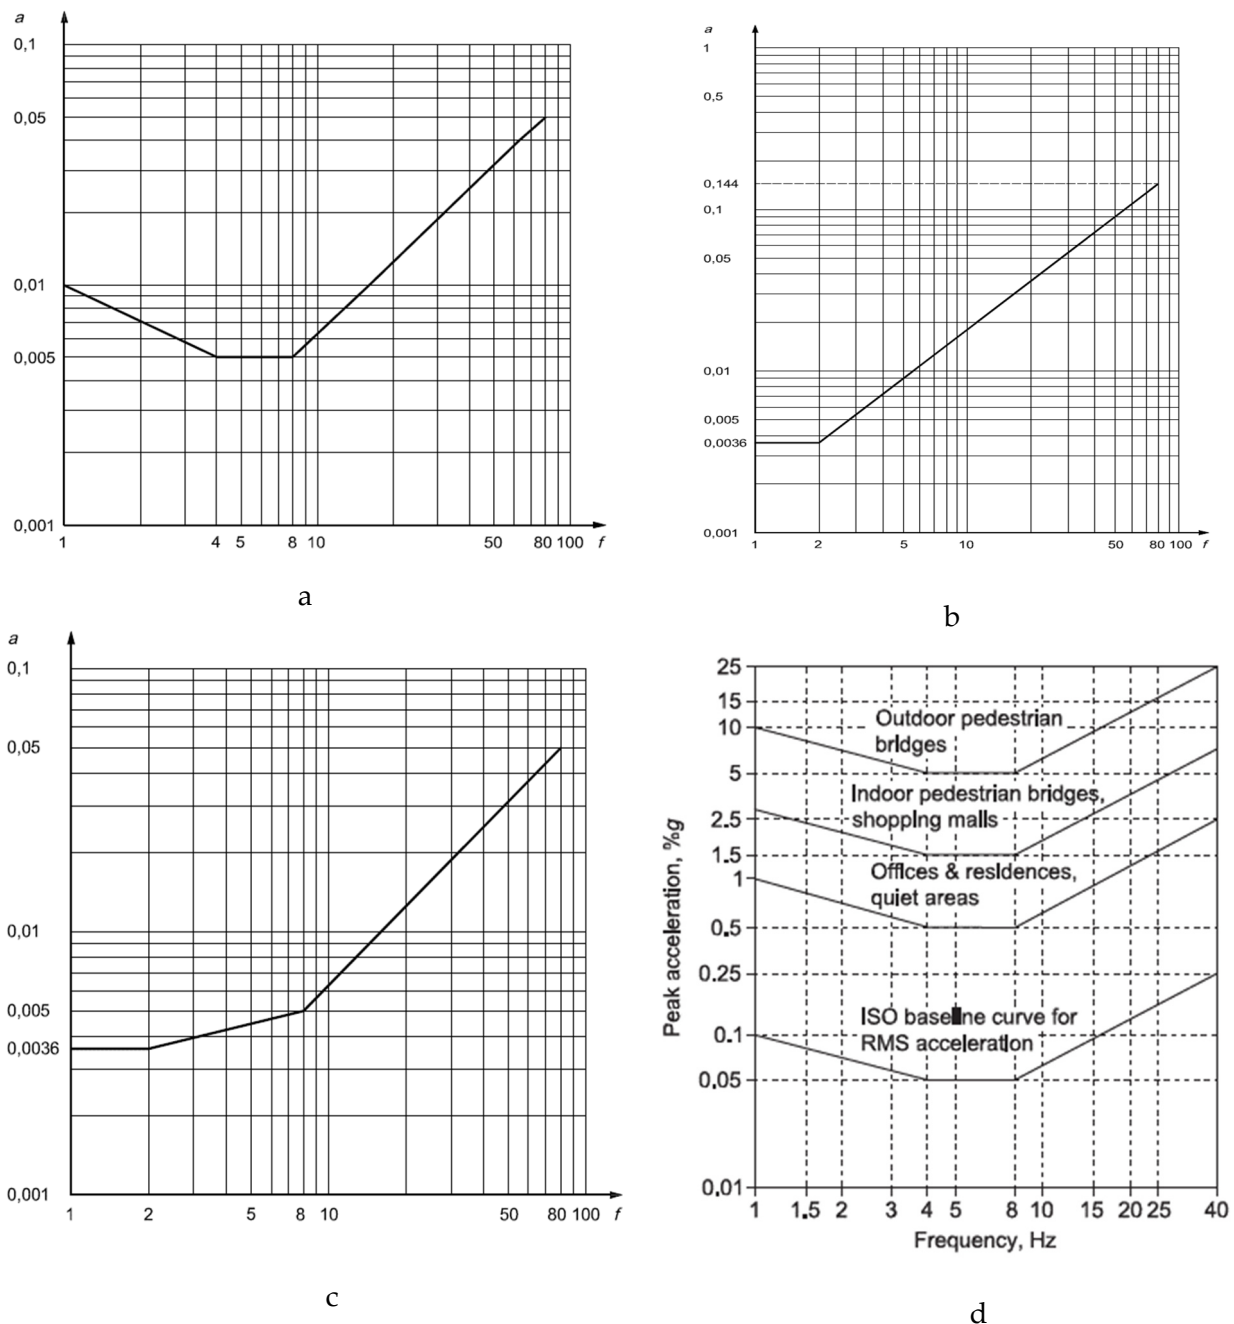 a
0,1
0,05
0,01
0,005
0,001
1 4 5 8 10 50 80 100 f
a
a
1
0,5
0,144
0,1
0,05
0,01
0,005
0,0036
0,001
1 2 5 10 50 80 100 f
b
a
0,1
0,05
0,01
0,005
0,0036
0,001
1 2 5 8 10 50 80 100 f
c
Peak acceleration, %g
25
15
10
5
2.5
1.5
1
0.5
0.25
0.1
0.05
0.01
Outdoor pedestrian
bridges
Indoor pedestrian bridges,
shopping malls
Offices & residences,
quiet areas
ISO baseline curve for
RMS acceleration
1 1.5 2 3 4 5 8 10 15 20 25 40
Frequency, Hz
d